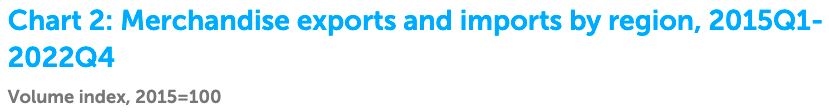 Chart 2: Merchandise exports and imports by region, 2015Q1-
2022Q4
Volume index, 2015=100